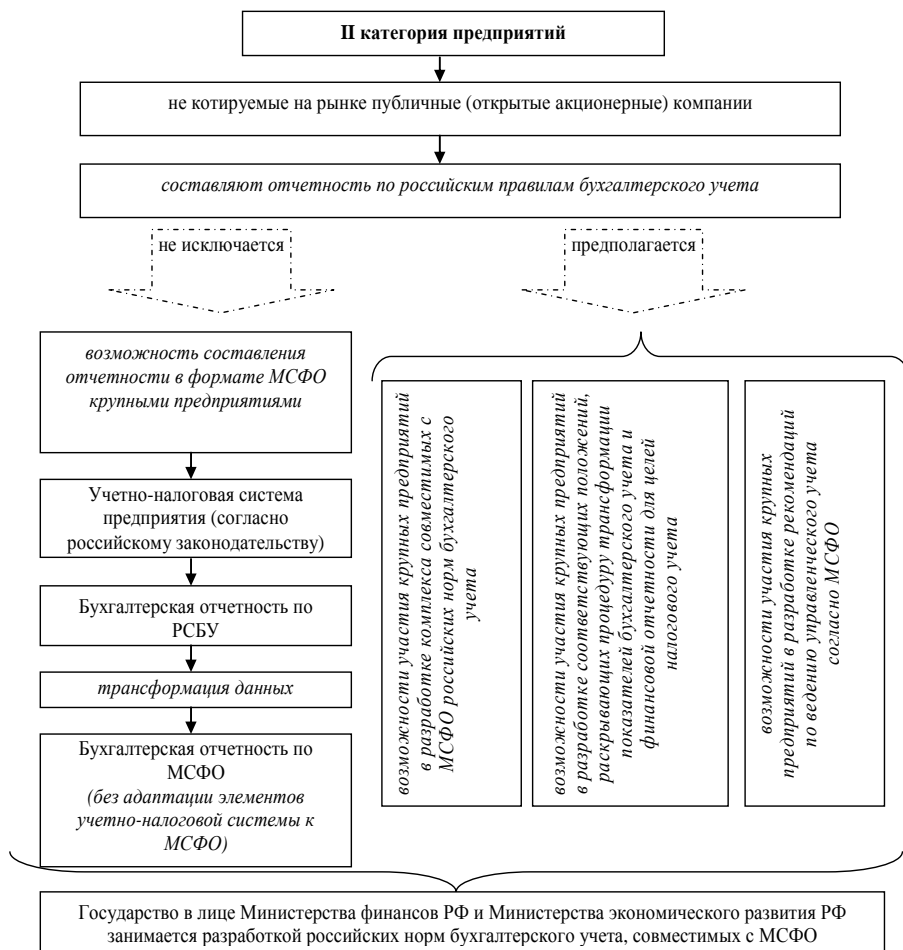 II категория предприятий
не котируемые на рынке публичные (открытые акционерные) компании
составляют отчетность по российским правилам бухгалтерского учета
не исключается
предполагается
возможность составления
отчетности в формате МСФО
крупными предприятиями
Учетно-налоговая система
предприятия (согласно
российскому законодательству)
Бухгалтерская отчетность по
РСБУ
трансформация данных
Бухгалтерская отчетность по
МСФО
(без адаптации элементов
учетно-налоговой системы к
МСФО)
возможности участия крупных предприятий
в разработке комплекса совместимых с
МСФО российских норм бухгалтерского
учета
возможности участия крупных предприятий
в разработке соответствующих положений,
раскрывающих процедуру трансформации
показателей бухгалтерского учета и
финансовой отчетности для целей
налогового учета
возможности участия крупных
предприятий в разработке рекомендаций
по ведению управленческого учета
согласно МСФО
Государство в лице Министерства финансов РФ и Министерства экономического развития РФ
занимается разработкой российских норм бухгалтерского учета, совместимых с МСФО